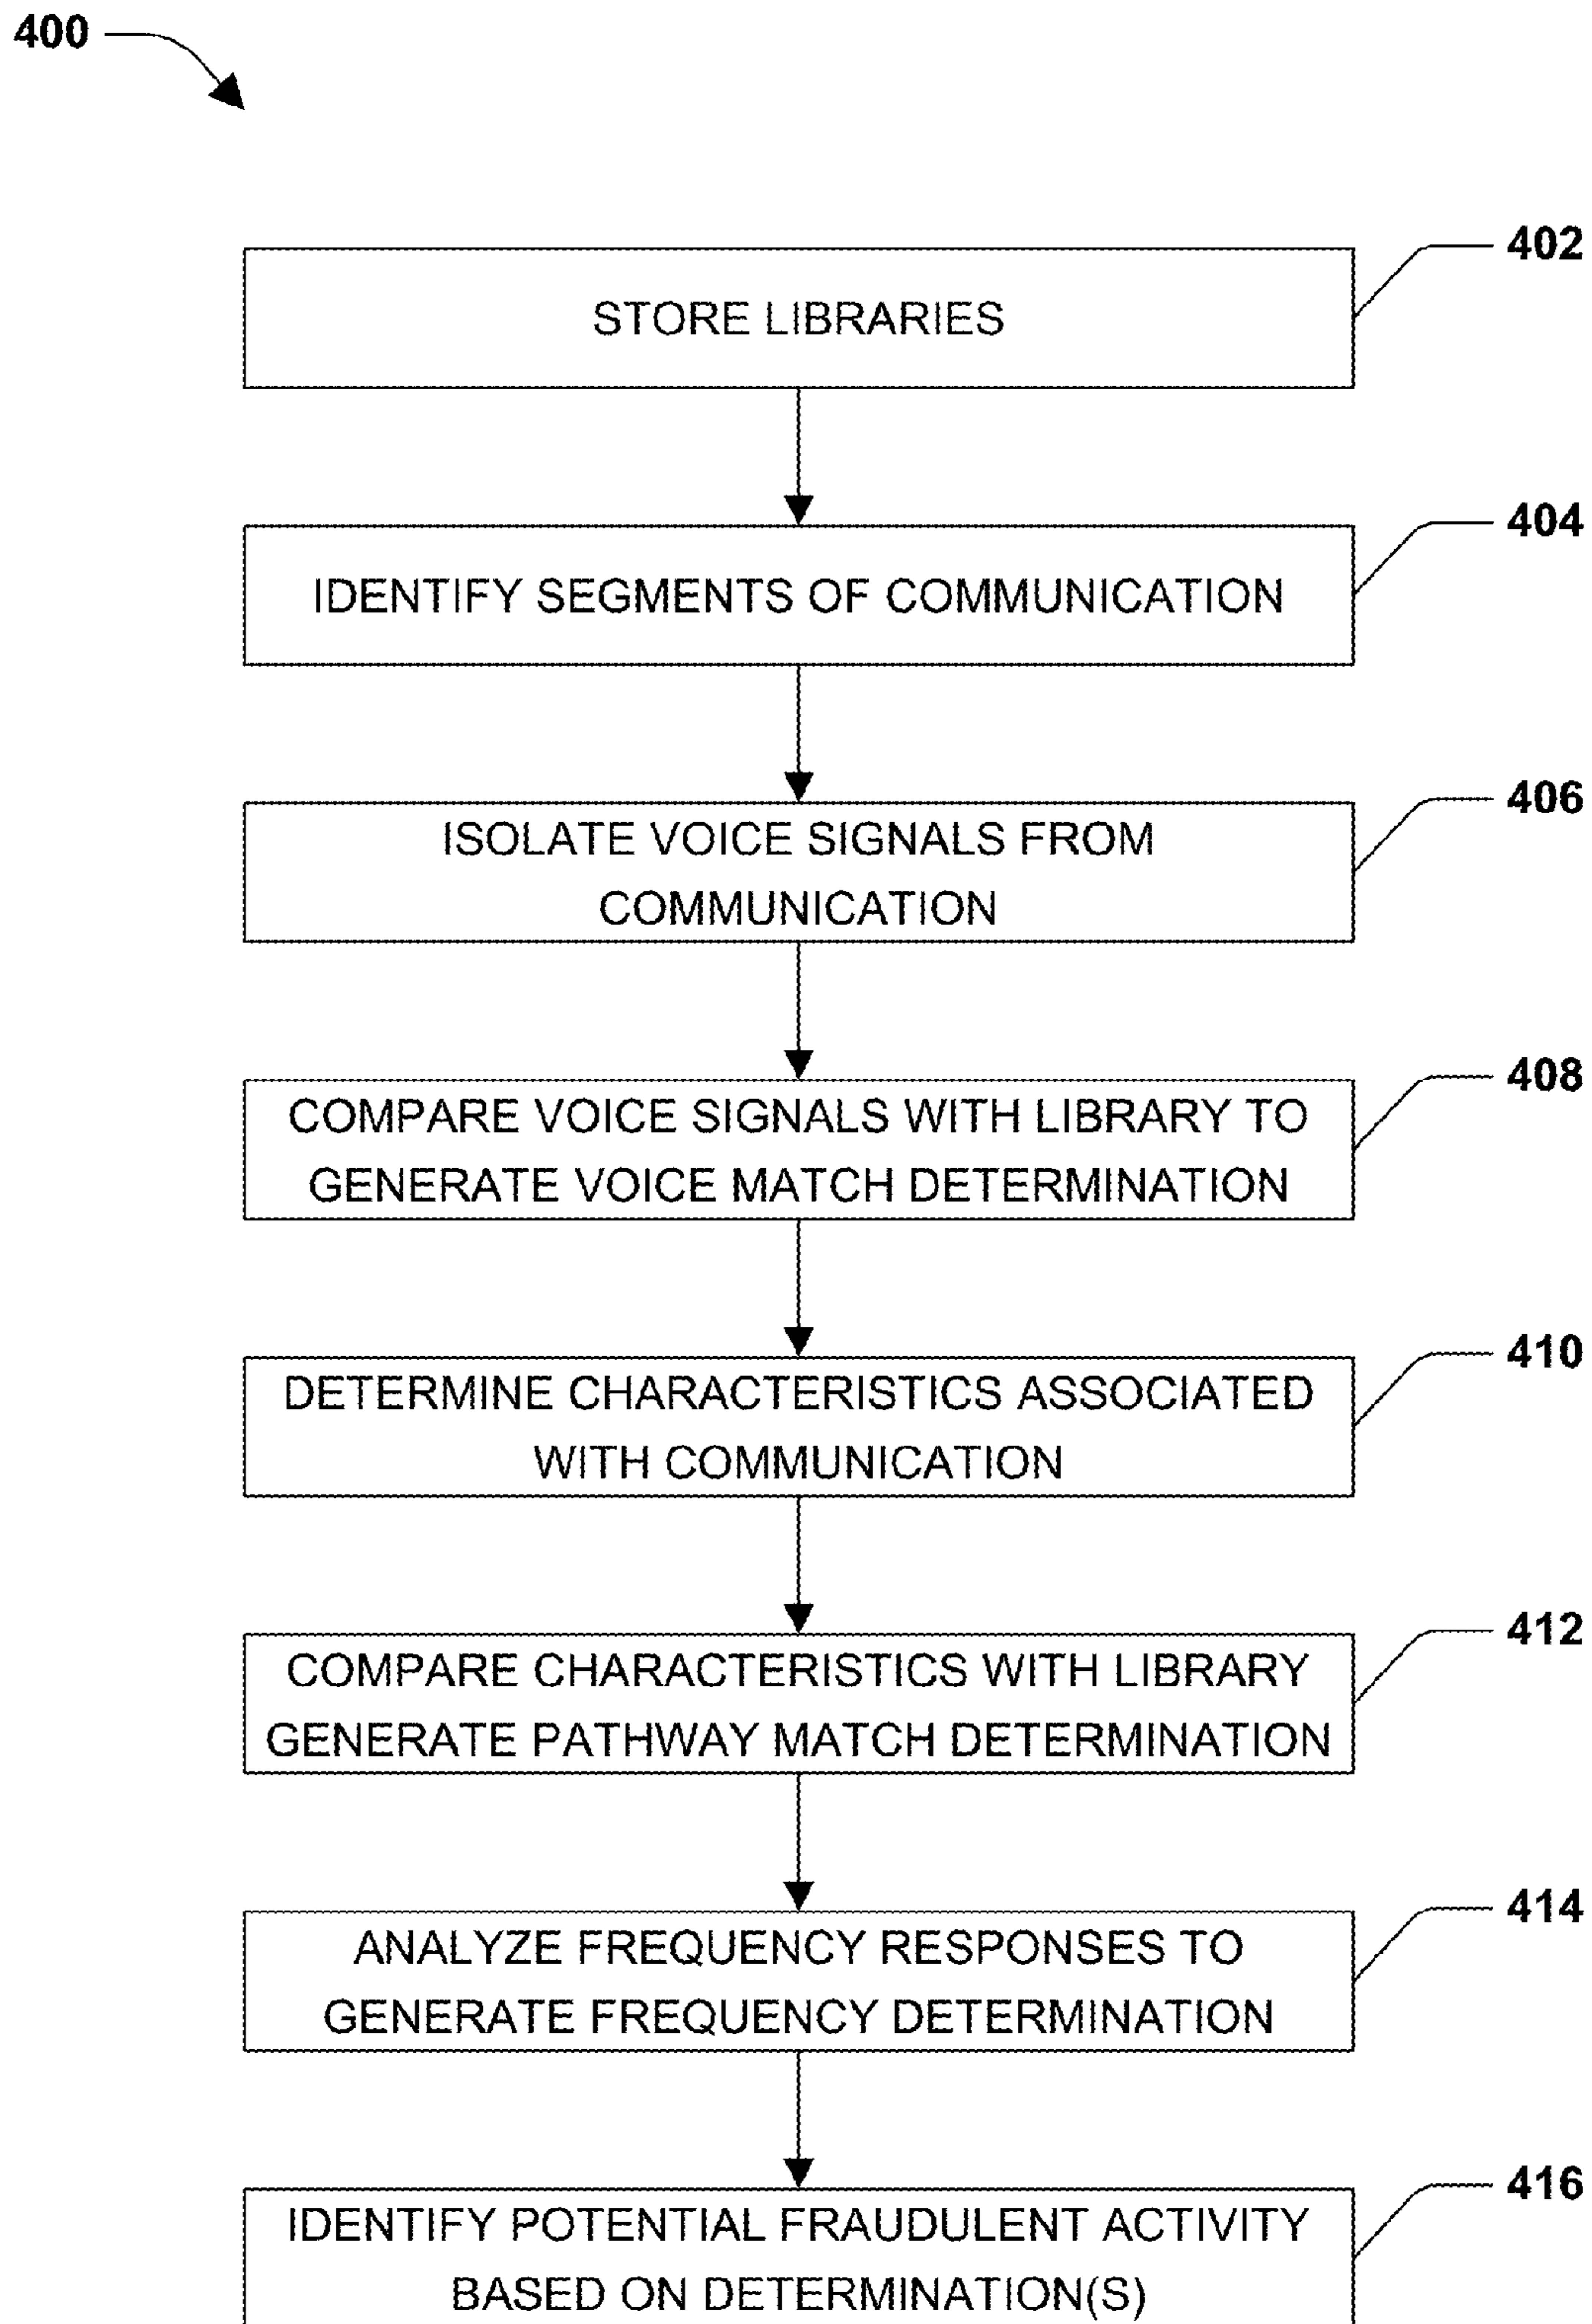 400
402
STORE LIBRARIES
404
IDENTIFY SEGMENTS OF COMMUNICATION
406
ISOLATE VOICE SIGNALS FROM
COMMUNICATION
408
COMPARE VOICE SIGNALS WITH LIBRARY TO
GENERATE VOICE MATCH DETERMINATION
410
DETERMINE CHARACTERISTICS ASSOCIATED
WITH COMMUNICATION
412
COMPARE CHARACTERISTICS WITH LIBRARY
GENERATE PATHWAY MATCH DETERMINATION
414
ANALYZE FREQUENCY RESPONSES TO
GENERATE FREQUENCY DETERMINATION
416
IDENTIFY POTENTIAL FRAUDULENT ACTIVITY
BASED ON DETERMINATION(S)